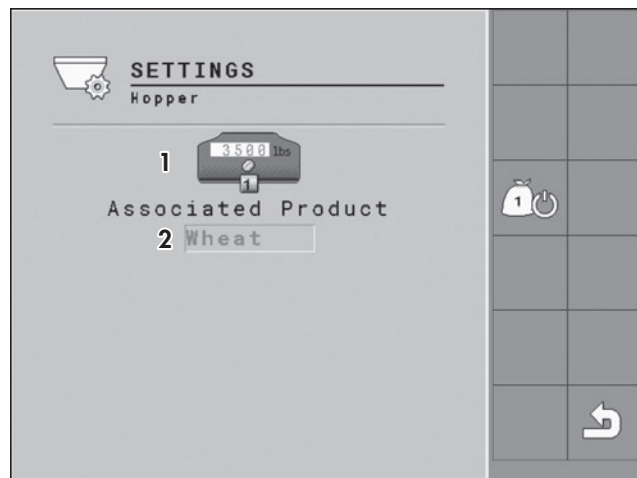 SETTINGS
Hopper
1
3500 lbs
1
Associated Product
2
Wheat
1